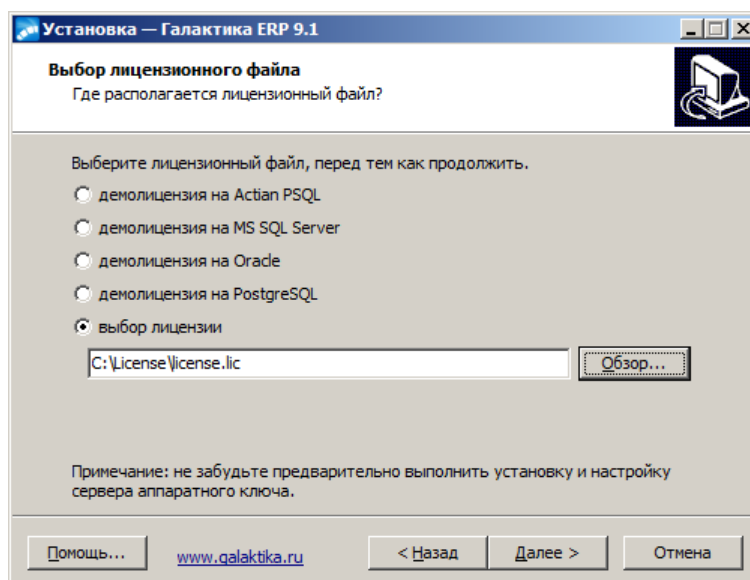 Установка — Галактика ERP 9.1
Выбор лицензионного файла
Где располагается лицензионный файл?
Выберите лицензионный файл, перед тем как продолжить.
демолицензия на Actian PSQL
демолицензия на MS SQL Server
демолицензия на Oracle
демолицензия на PostgreSQL
выбор лицензии
C:\License\license.lic
Обзор...
Примечание: не забудьте предварительно выполнить установку и настройку
сервера аппаратного ключа.
Помощь...
www.galaktika.ru
< Назад
Далее >
Отмена